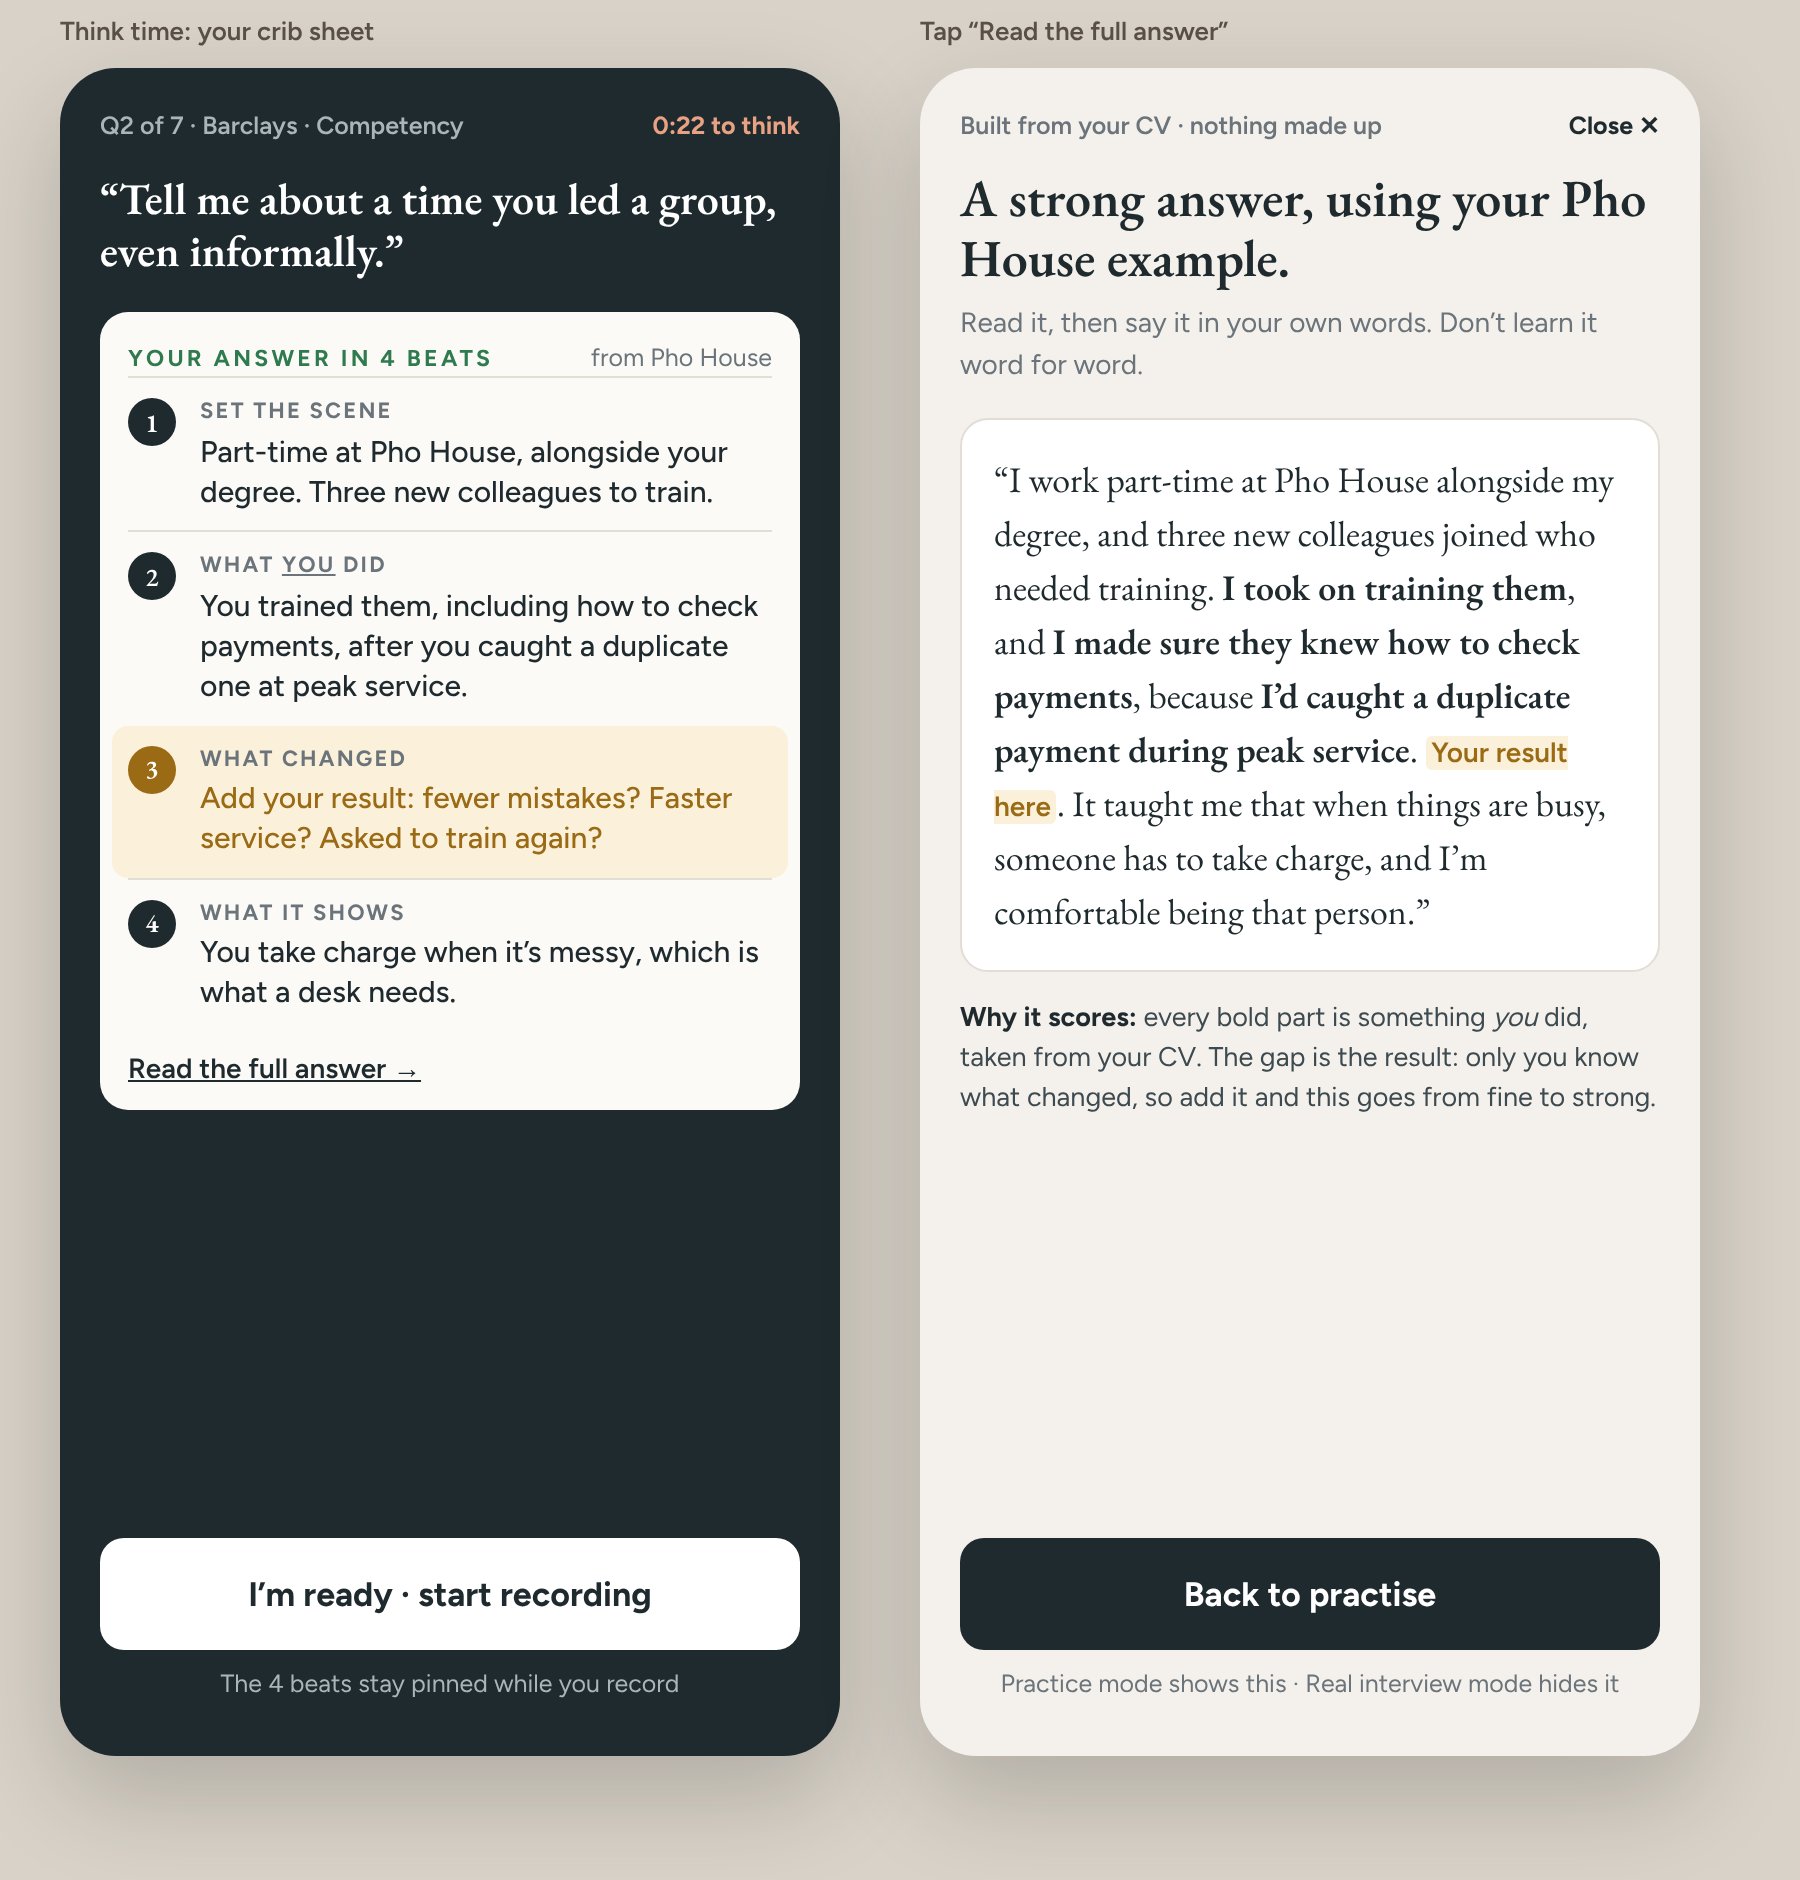 Think time: your crib sheet
Q2 of 7 · Barclays · Competency
0:22 to think
“Tell me about a time you led a group,
even informally.”
YOUR ANSWER IN 4 BEATS
from Pho House
1
SET THE SCENE
Part-time at Pho House, alongside your
degree. Three new colleagues to train.
2
WHAT YOU DID
You trained them, including how to check
payments, after you caught a duplicate
one at peak service.
3
WHAT CHANGED
Add your result: fewer mistakes? Faster
service? Asked to train again?
4
WHAT IT SHOWS
You take charge when it’s messy, which is
what a desk needs.
Read the full answer →
I’m ready · start recording
The 4 beats stay pinned while you record
Tap “Read the full answer”
Built from your CV · nothing made up
Close ✕
A strong answer, using your Pho
House example.
Read it, then say it in your own words. Don’t learn it
word for word.
“I work part-time at Pho House alongside my
degree, and three new colleagues joined who
needed training. I took on training them,
and I made sure they knew how to check
payments, because I’d caught a duplicate
payment during peak service. Your result
here. It taught me that when things are busy,
someone has to take charge, and I’m
comfortable being that person.”
Why it scores: every bold part is something you did,
taken from your CV. The gap is the result: only you know
what changed, so add it and this goes from fine to strong.
Back to practise
Practice mode shows this · Real interview mode hides it